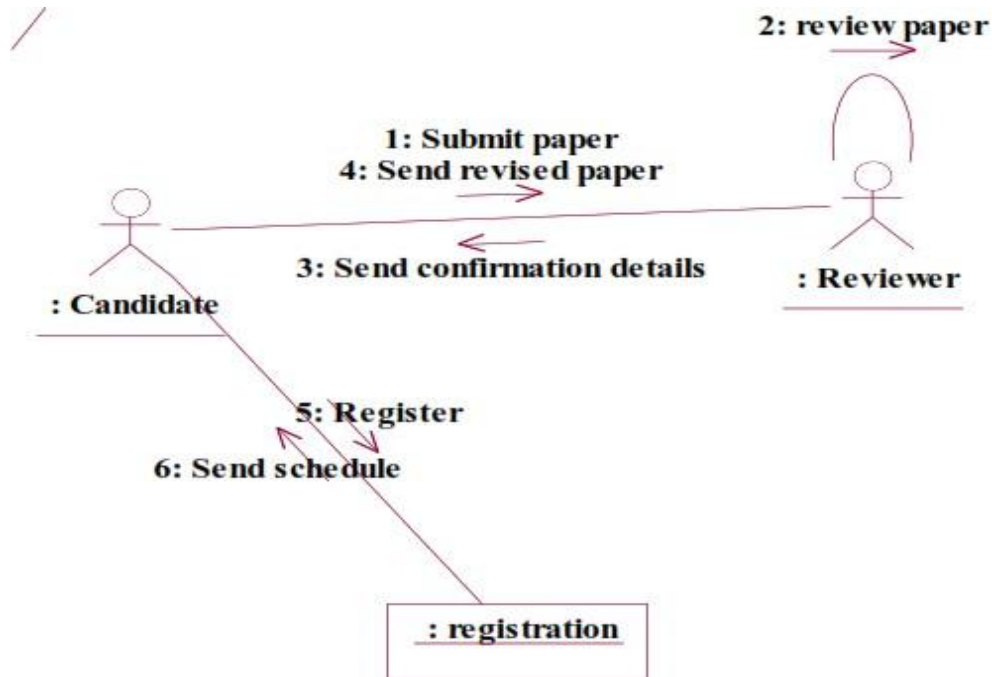 2: review paper
1: Submit paper
4: Send revised paper
3: Send confirmation details
: Reviewer
: Candidate
5: Register
6: Send schedule
: registration